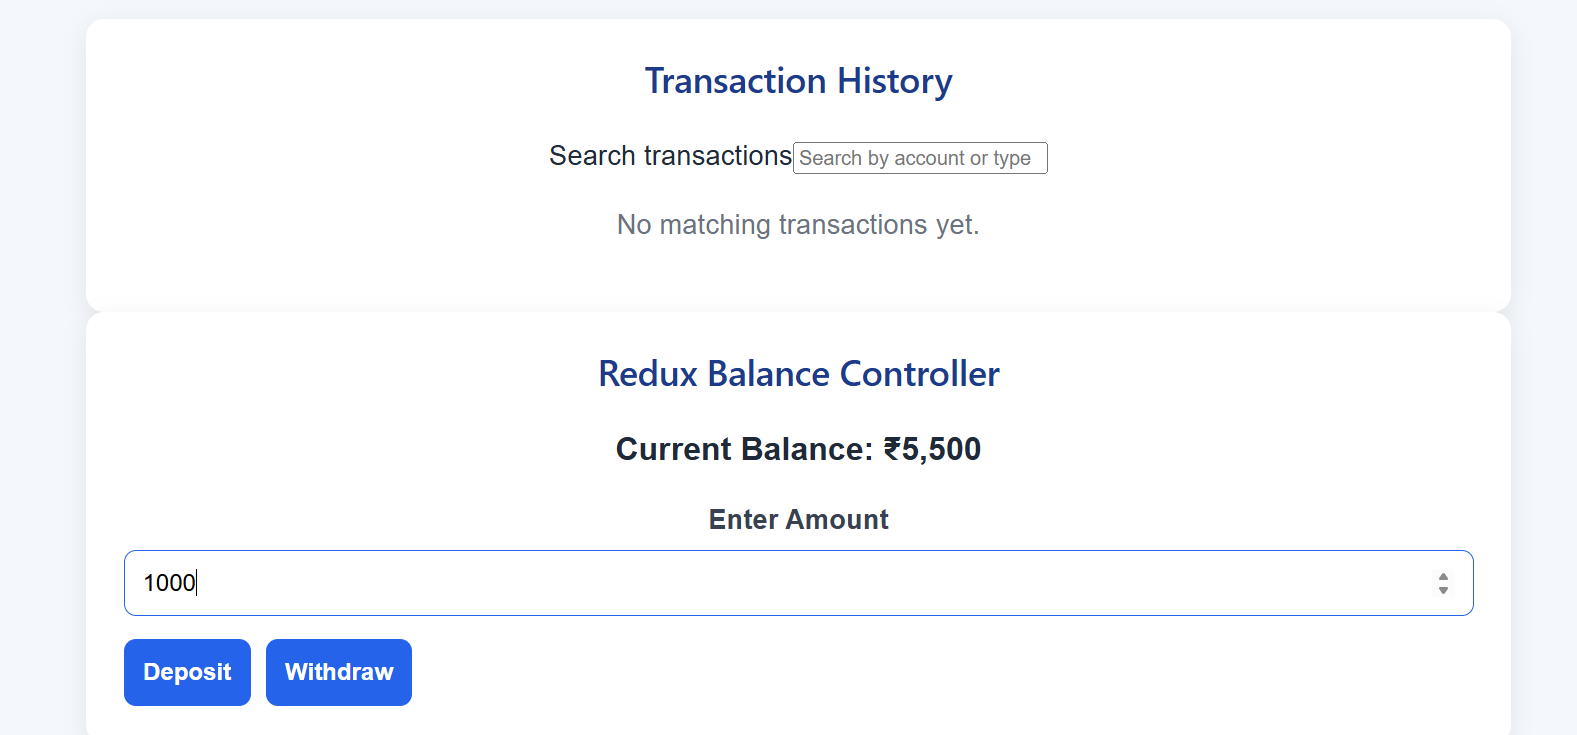 Transaction History
Search transactions Search by account or type
No matching transactions yet.
Redux Balance Controller
Current Balance: ₹5,500
Enter Amount
1000
Deposit Withdraw